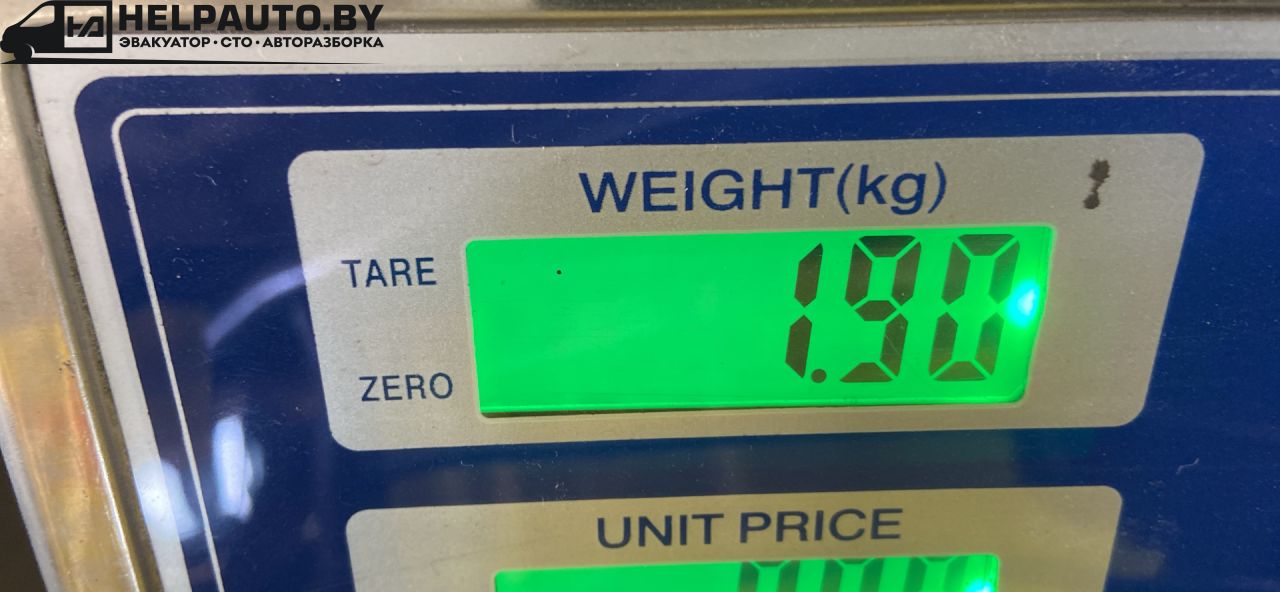 HELPAUTO.BY
ЭВАКУАТОР · СТО · АВТОРАЗБОРКА
WEIGHT(kg)
TARE
1.90
ZERO
UNIT PRICE